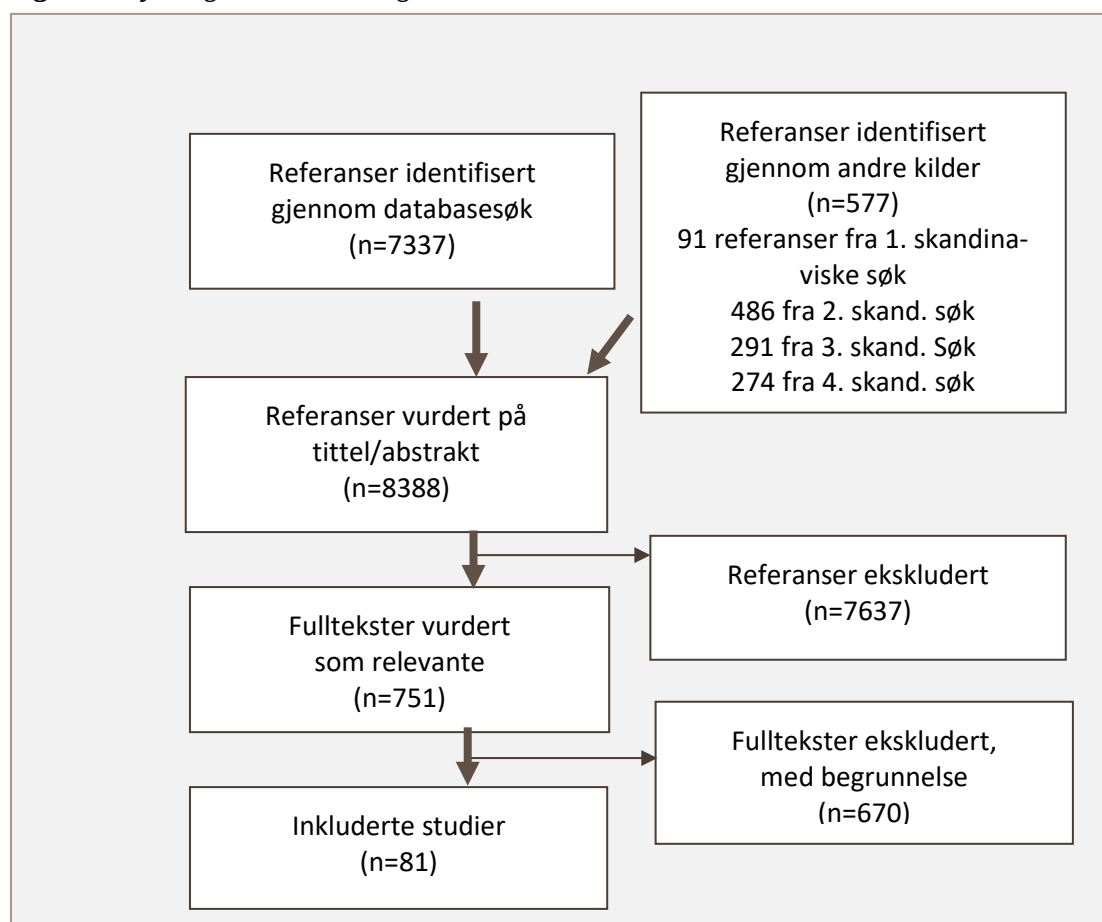 Referanser identifisert
gjennom databasesøk
(n=7337)
Referanser identifisert
gjennom andre kilder
(n=577)
91 referanser fra 1. skandina-
viske søk
486 fra 2. skand. søk
291 fra 3. skand. Søk
274 fra 4. skand. søk
Referanser vurdert på
tittel/abstrakt
(n=8388)
Referanser ekskludert
(n=7637)
Fulltekster vurdert
som relevante
(n=751)
Fulltekster ekskludert,
med begrunnelse
(n=670)
Inkluderte studier
(n=81)